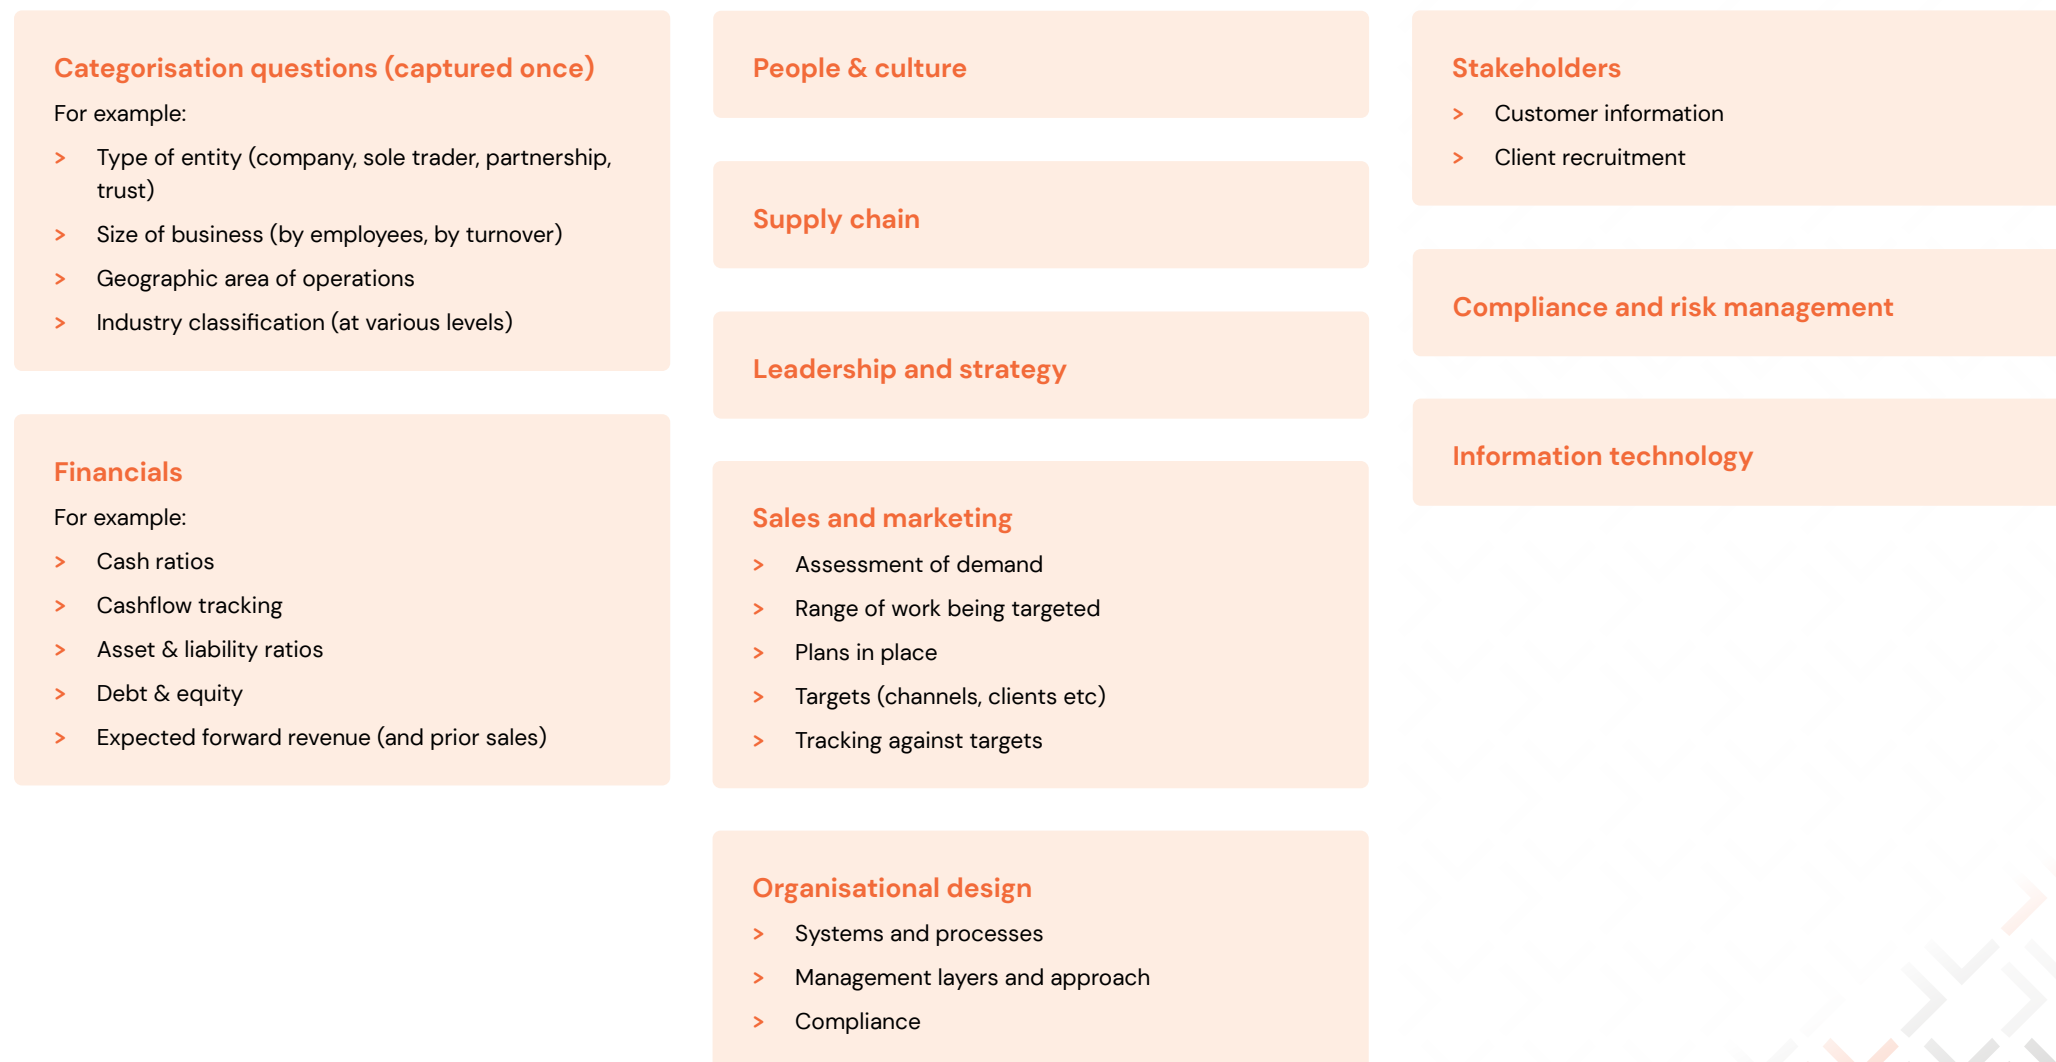 Categorisation questions (captured once)
For example:
> Type of entity (company, sole trader, partnership,
trust)
> Size of business (by employees, by turnover)
> Geographic area of operations
> Industry classification (at various levels)
Financials
For example:
> Cash ratios
> Cashflow tracking
> Asset & liability ratios
> Debt & equity
> Expected forward revenue (and prior sales)
People & culture
Supply chain
Leadership and strategy
Sales and marketing
> Assessment of demand
> Range of work being targeted
> Plans in place
> Targets (channels, clients etc)
> Tracking against targets
Organisational design
> Systems and processes
> Management layers and approach
> Compliance
Stakeholders
> Customer information
> Client recruitment
Compliance and risk management
Information technology